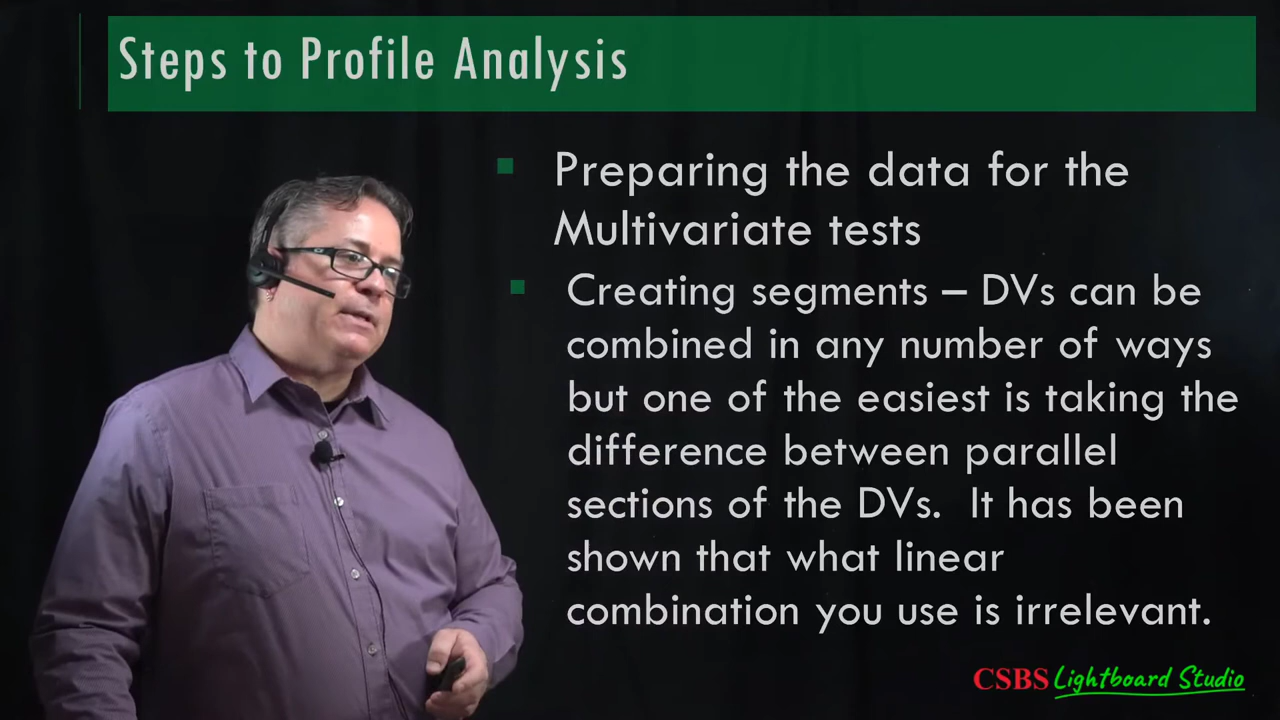 Steps to Profile Analysis
Preparing the data for the
Multivariate tests
Creating segments – DVs can be
combined in any number of ways
but one of the easiest is taking the
difference between parallel
sections of the DVs. It has been
shown that what linear
combination you use is irrelevant.
CSBS Lightboard Studio